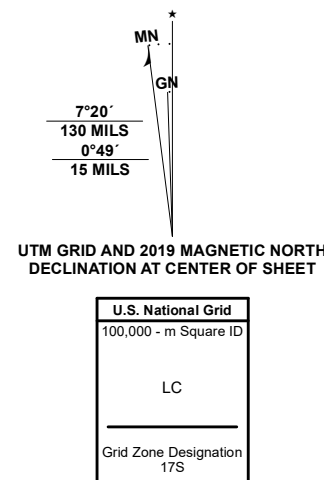 ★
MN
GN
7°20´
130 MILS
0°49´
15 MILS
UTM GRID AND 2019 MAGNETIC NORTH
DECLINATION AT CENTER OF SHEET
U.S. National Grid
100,000 - m Square ID
LC
Grid Zone Designation
17S